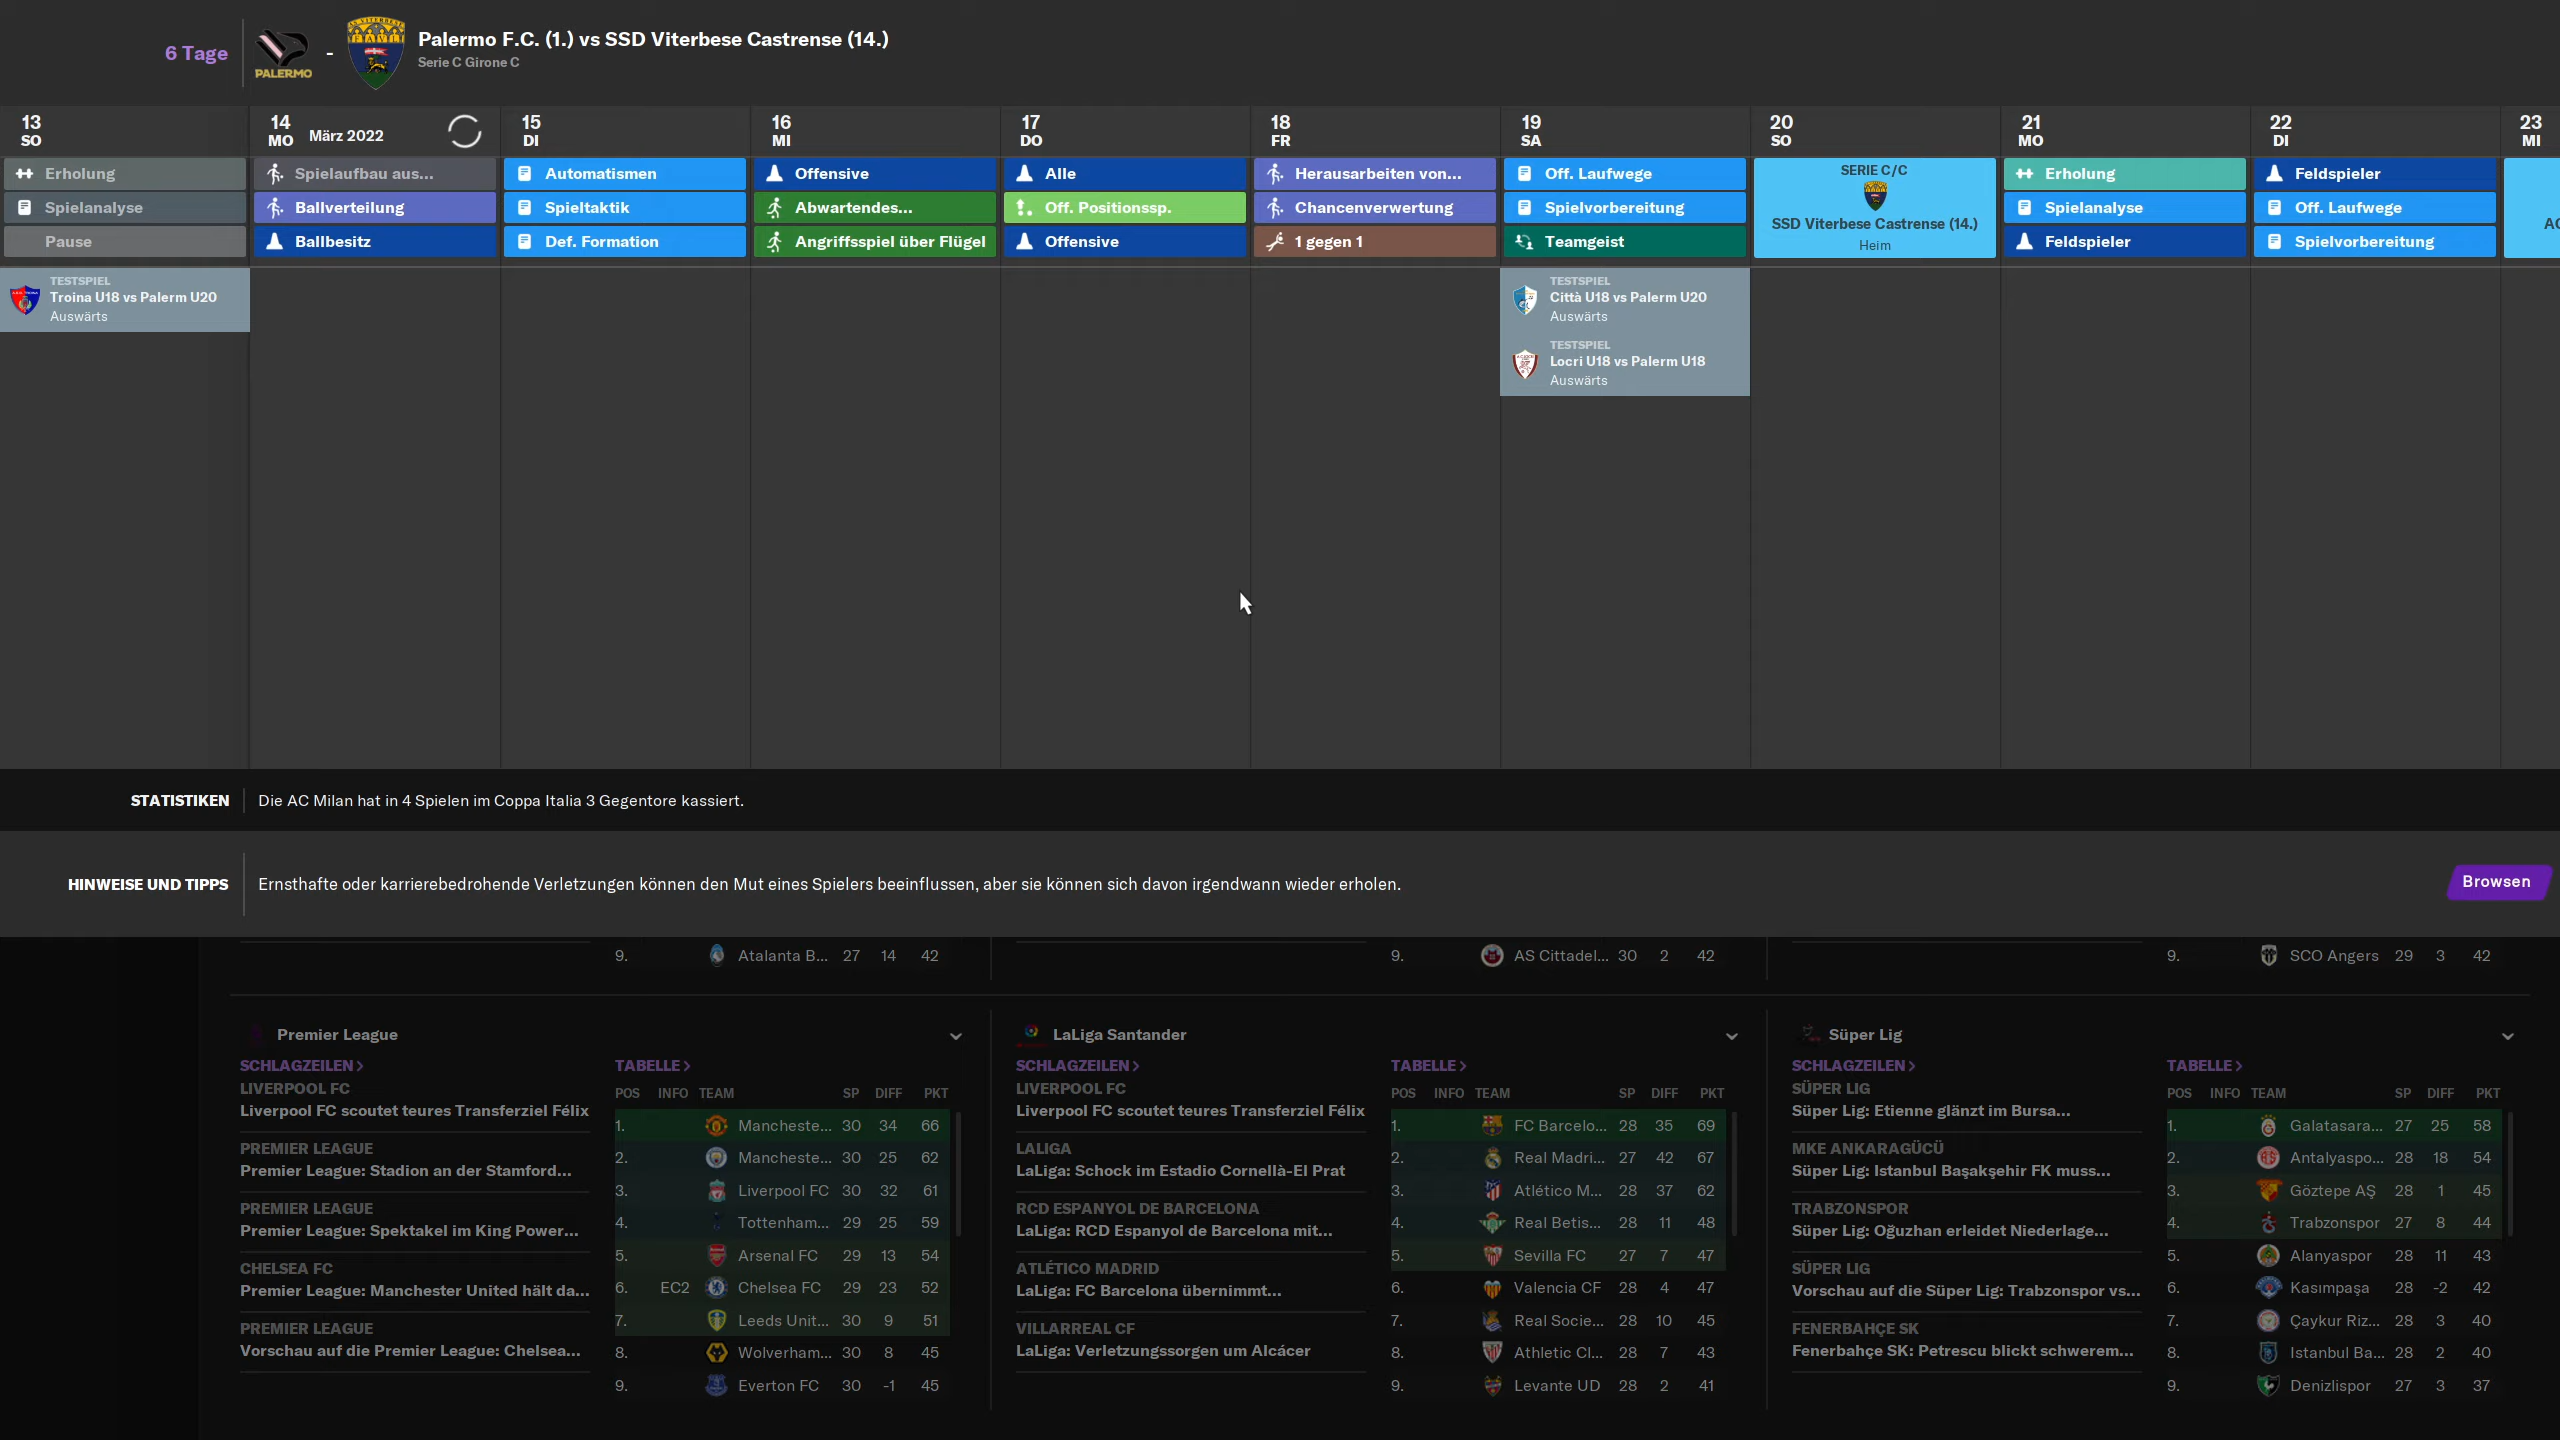 6 Tage
PALERMO
-
Palermo F.C. (1.) vs SSD Viterbese Castrense (14.)
Serie C Girone C
13 SO
14 MO März 2022
15 DI
16 MI
17 DO
18 FR
19 SA
20 SO
21 MO
22 DI
23 MI
Erholung
Spielanalyse
Pause
Spielaufbau aus...
Ballverteilung
Ballbesitz
Automatismen
Spieltaktik
Def. Formation
Offensive
Abwartendes...
Angriffsspiel über Flügel
Alle
Off. Positionssp.
Offensive
Herausarbeiten von...
Chancenverwertung
1 gegen 1
Off. Laufwege
Spielvorbereitung
Teamgeist
SERIE C/C
SSD Viterbese Castrense (14.)
Heim
Erholung
Spielanalyse
Feldspieler
Feldspieler
Off. Laufwege
Spielvorbereitung
TESTSPIEL
Troina U18 vs Palerm U20
Auswärts
TESTSPIEL
Città U18 vs Palerm U20
Auswärts
TESTSPIEL
Locri U18 vs Palerm U18
Auswärts
STATISTIKEN
Die AC Milan hat in 4 Spielen im Coppa Italia 3 Gegentore kassiert.
HINWEISE UND TIPPS
Ernsthafte oder karrierebedrohende Verletzungen können den Mut eines Spielers beeinflussen, aber sie können sich davon irgendwann wieder erholen.
Browsen
9. Atalanta B... 27 14 42
9. AS Cittadel... 30 2 42
9. SCO Angers 29 3 42
Premier League
SCHLAGZEILEN
LIVERPOOL FC
Liverpool FC scoutet teures Transferziel Félix
PREMIER LEAGUE
Premier League: Stadion an der Stamford...
PREMIER LEAGUE
Premier League: Spektakel im King Power...
CHELSEA FC
Premier League: Manchester United hält da...
PREMIER LEAGUE
Vorschau auf die Premier League: Chelsea...
TABELLE
POS INFO TEAM SP DIFF PKT
1. Mancheste... 30 34 66
2. Mancheste... 30 25 62
3. Liverpool FC 30 32 61
4. Tottenham... 29 25 59
5. Arsenal FC 29 13 54
6. EC2 Chelsea FC 29 23 52
7. Leeds Unit... 30 9 51
8. Wolverham... 30 8 45
9. Everton FC 30 -1 45
LaLiga Santander
SCHLAGZEILEN
LIVERPOOL FC
Liverpool FC scoutet teures Transferziel Félix
LALIGA
LaLiga: Schock im Estadio Cornellà-El Prat
RCD ESPANYOL DE BARCELONA
LaLiga: RCD Espanyol de Barcelona mit...
ATLÉTICO MADRID
LaLiga: FC Barcelona übernimmt...
VILLARREAL CF
LaLiga: Verletzungssorgen um Alcácer
TABELLE
POS INFO TEAM SP DIFF PKT
1. FC Barcelo... 28 35 69
2. Real Madri... 27 42 67
3. Atlético M... 28 37 62
4. Real Betis... 28 11 48
5. Sevilla FC 27 7 47
6. Valencia CF 28 4 47
7. Real Socie... 28 10 45
8. Athletic Cl... 28 7 43
9. Levante UD 28 2 41
Süper Lig
SCHLAGZEILEN
SÜPER LIG
Süper Lig: Etienne glänzt im Bursa...
MKE ANKARAGÜCÜ
Süper Lig: Istanbul Başakşehir FK muss...
TRABZONSPOR
Süper Lig: Oğuzhan erleidet Niederlage...
SÜPER LIG
Vorschau auf die Süper Lig: Trabzonspor vs...
FENERBAHÇE SK
Fenerbahçe SK: Petrescu blickt schwerem...
TABELLE
POS INFO TEAM SP DIFF PKT
1. Galatasara... 27 25 58
2. Antalyaspo... 28 18 54
3. Göztepe AŞ 28 1 45
4. Trabzonspor 27 8 44
5. Alanyaspor 28 11 43
6. Kasımpaşa 28 -2 42
7. Çaykur Riz... 28 3 40
8. Istanbul Ba... 28 2 40
9. Denizlispor 27 3 37